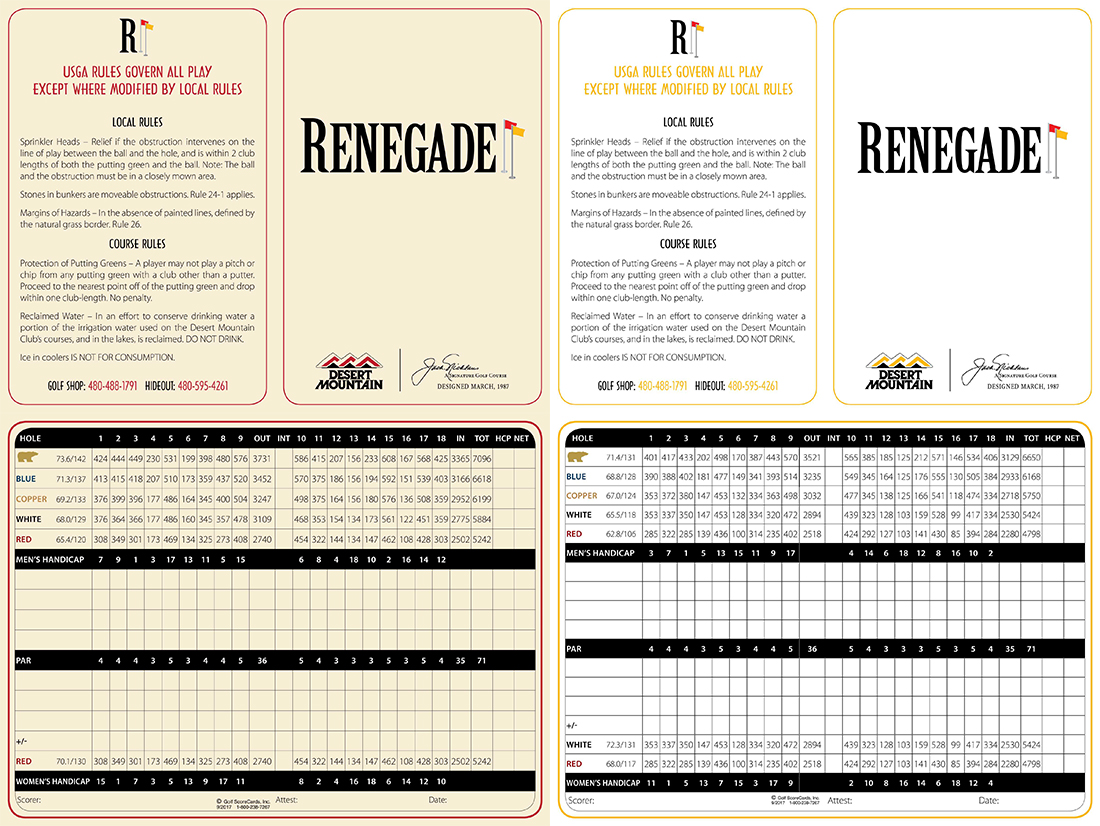 R
USGA RULES GOVERN ALL PLAY
EXCEPT WHERE MODIFIED BY LOCAL RULES
LOCAL RULES
Sprinkler Heads – Relief if the obstruction intervenes on the
line of play between the ball and the hole, and is within 2 club
lengths of both the putting green and the ball. Note: The ball
and the obstruction must be in a closely mown area.
Stones in bunkers are moveable obstructions. Rule 24-1 applies.
Margins of Hazards – In the absence of painted lines, defined by
the natural grass border. Rule 26.
COURSE RULES
Protection of Putting Greens – A player may not play a pitch or
chip from any putting green with a club other than a putter.
Proceed to the nearest point off of the putting green and drop
within one club-length. No penalty.
Reclaimed Water – In an effort to conserve drinking water a
portion of the irrigation water used on the Desert Mountain
Club's courses, and in the lakes, is reclaimed. DO NOT DRINK.
Ice in coolers IS NOT FOR CONSUMPTION.
GOLF SHOP: 480-488-1791 HIDEOUT: 480-595-4261
RENEGADE
DESERT
MOUNTAIN
Jack Nicklaus
A SIGNATURE GOLF COURSE
DESIGNED MARCH, 1987
R
USGA RULES GOVERN ALL PLAY
EXCEPT WHERE MODIFIED BY LOCAL RULES
LOCAL RULES
Sprinkler Heads – Relief if the obstruction intervenes on the
line of play between the ball and the hole, and is within 2 club
lengths of both the putting green and the ball. Note: The ball
and the obstruction must be in a closely mown area.
Stones in bunkers are moveable obstructions. Rule 24-1 applies.
Margins of Hazards – In the absence of painted lines, defined by
the natural grass border. Rule 26.
COURSE RULES
Protection of Putting Greens – A player may not play a pitch or
chip from any putting green with a club other than a putter.
Proceed to the nearest point off of the putting green and drop
within one club-length. No penalty.
Reclaimed Water – In an effort to conserve drinking water a
portion of the irrigation water used on the Desert Mountain
Club's courses, and in the lakes, is reclaimed. DO NOT DRINK.
Ice in coolers IS NOT FOR CONSUMPTION.
GOLF SHOP: 480-488-1791 HIDEOUT: 480-595-4261
RENEGADE
DESERT
MOUNTAIN
Jack Nicklaus
A SIGNATURE GOLF COURSE
DESIGNED MARCH, 1987
HOLE 1 2 3 4 5 6 7 8 9 OUT INT 10 11 12 13 14 15 16 17 18 IN TOT HCP NET
73.6/142 424 444 449 230 531 199 398 480 576 3731 586 415 207 156 233 608 167 568 425 3365 7096
BLUE 71.3/137 413 415 418 207 510 173 359 437 520 3452 570 375 186 156 194 592 151 539 403 3166 6618
COPPER 69.2/133 376 399 396 177 486 164 345 400 504 3247 498 375 164 156 180 576 136 508 359 2952 6199
WHITE 68.0/129 376 364 366 177 486 160 345 357 478 3109 468 353 154 134 173 561 122 451 359 2775 5884
RED 65.4/120 308 349 301 173 469 134 325 273 408 2740 454 322 144 134 147 462 108 428 303 2502 5242
MEN'S HANDICAP 7 9 1 3 17 13 11 5 15 6 8 4 18 10 2 16 14 12
PAR 4 4 4 3 5 3 4 4 5 36 5 4 3 3 3 5 3 5 4 35 71
+/-
RED 70.1/130 308 349 301 173 469 134 325 273 408 2740 454 322 144 134 147 462 108 428 303 2502 5242
WOMEN'S HANDICAP 15 1 7 3 5 13 9 17 11 8 2 4 16 18 6 14 12 10
Scorer: © Golf ScoreCards, Inc. Attest: Date:
9/2017 1-800-238-7267
HOLE 1 2 3 4 5 6 7 8 9 OUT INT 10 11 12 13 14 15 16 17 18 IN TOT HCP NET
71.4/131 401 417 433 202 498 170 387 443 570 3521 565 385 185 125 212 571 146 534 406 3129 6650
BLUE 68.8/128 390 388 402 181 477 149 341 393 514 3235 549 345 164 125 176 555 130 505 384 2933 6168
COPPER 67.0/124 353 372 380 147 453 132 334 363 498 3032 477 345 138 125 166 541 118 474 334 2718 5750
WHITE 65.5/118 353 337 350 147 453 128 334 320 472 2894 439 323 128 103 159 528 99 417 334 2530 5424
RED 62.8/105 285 322 285 139 436 100 314 235 402 2518 424 292 127 103 141 430 85 394 284 2280 4798
MEN'S HANDICAP 3 7 1 5 13 15 11 9 17 4 14 6 18 12 8 16 10 2
PAR 4 4 4 3 5 3 4 4 5 36 5 4 3 3 3 5 3 5 4 35 71
+/-
WHITE 72.3/131 353 337 350 147 453 128 334 320 472 2894 439 323 128 103 159 528 99 417 334 2530 5424
RED 68.0/117 285 322 285 139 436 100 314 235 402 2518 424 292 127 103 141 430 85 394 284 2280 4798
WOMEN'S HANDICAP 11 1 5 13 7 15 3 17 9 2 10 8 16 14 6 18 12 4
Scorer: © Golf ScoreCards, Inc. Attest: Date:
9/2017 1-800-238-7267